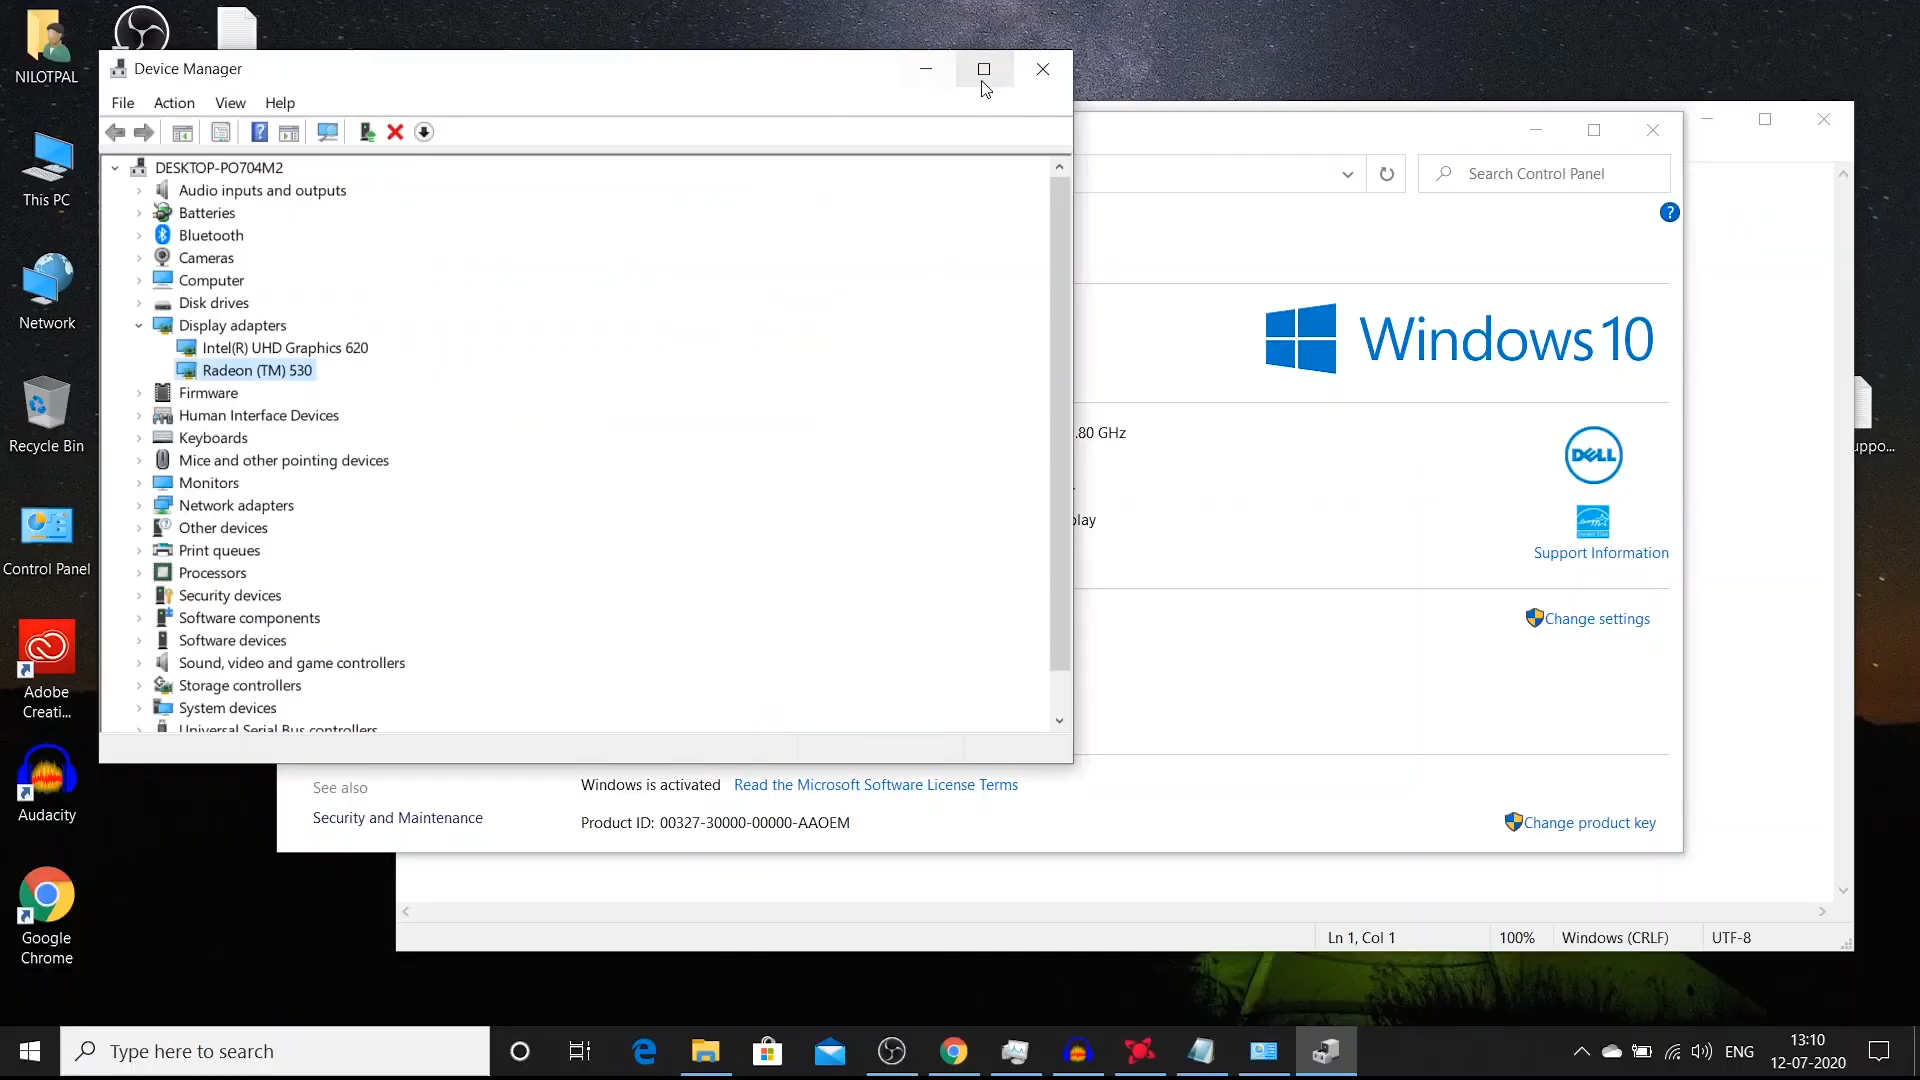 NILOTPAL
This PC
Network
Recycle Bin
Control Panel
Adobe
Creati...
Audacity
Google
Chrome
Device Manager
File Action View Help
DESKTOP-PO704M2
Audio inputs and outputs
Batteries
Bluetooth
Cameras
Computer
Disk drives
Display adapters
Intel(R) UHD Graphics 620
Radeon (TM) 530
Firmware
Human Interface Devices
Keyboards
Mice and other pointing devices
Monitors
Network adapters
Other devices
Print queues
Processors
Security devices
Software components
Software devices
Sound, video and game controllers
Storage controllers
System devices
Universal Serial Bus controllers
Search Control Panel
Windows 10
.80 GHz
DELL
play
Support Information
Change settings
See also
Security and Maintenance
Windows is activated Read the Microsoft Software License Terms
Product ID: 00327-30000-00000-AAOEM
Change product key
uppo...
Ln 1, Col 1 100% Windows (CRLF) UTF-8
Type here to search
ENG
13:10
12-07-2020